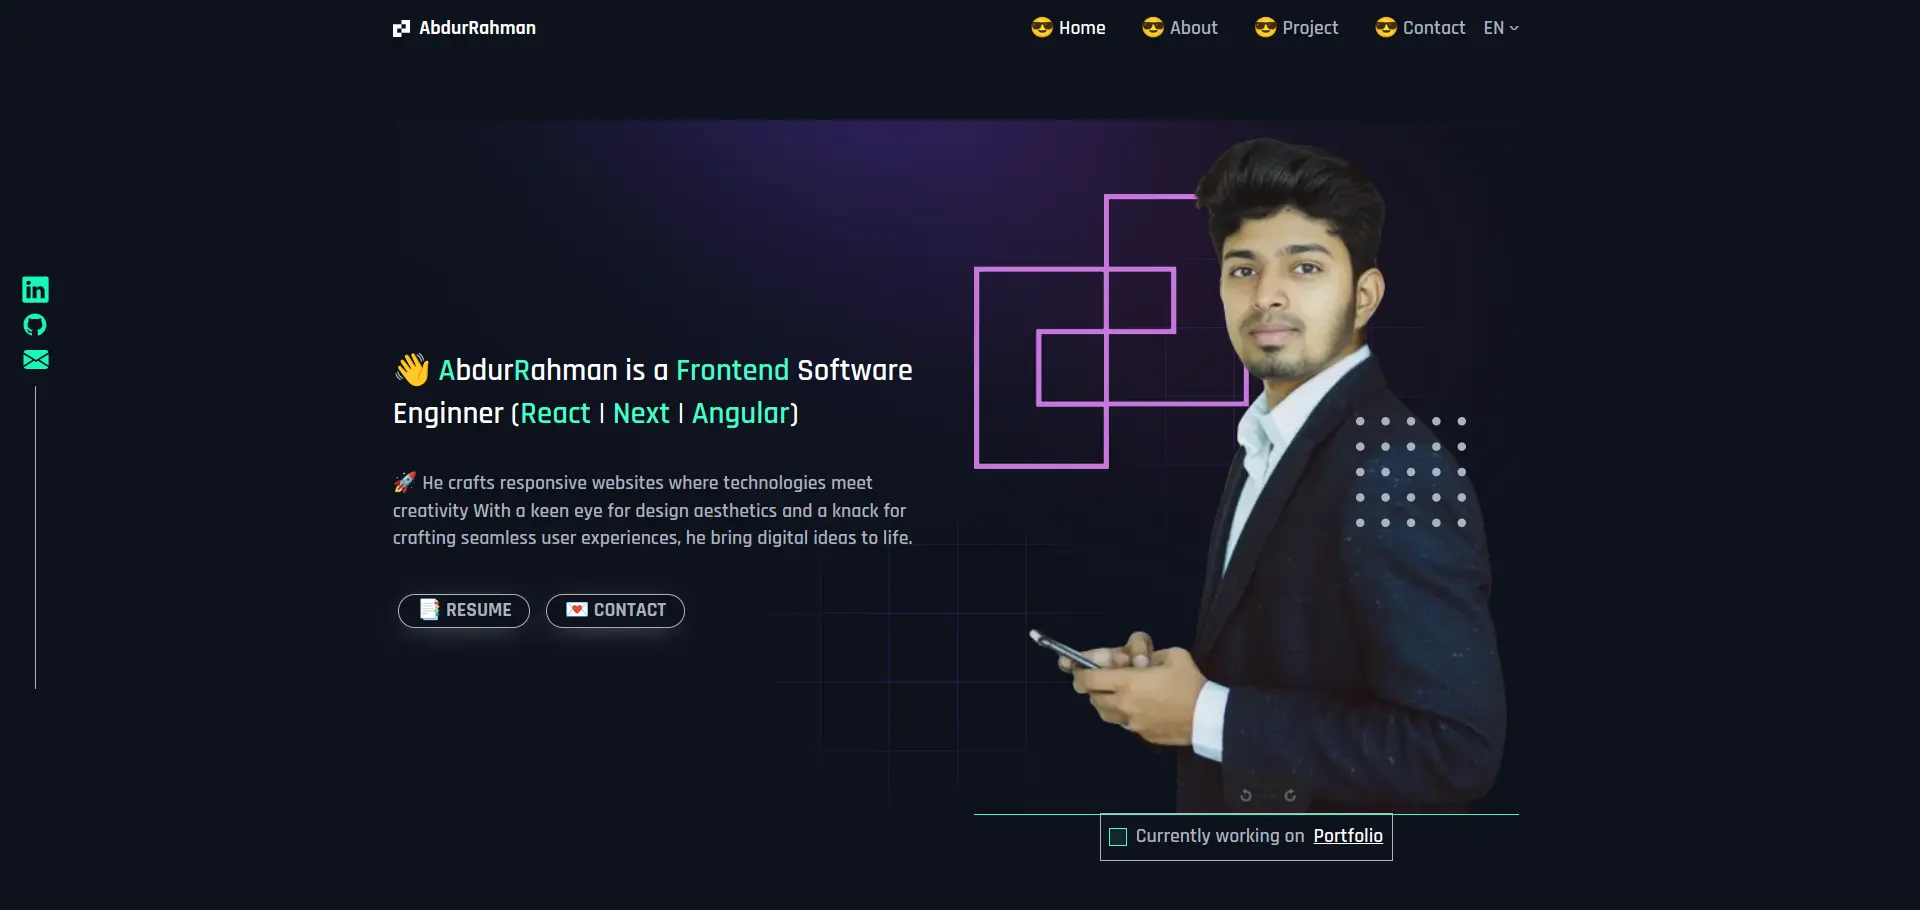 AbdurRahman
😎 Home 😎 About 😎 Project 😎 Contact EN
👋 AbdurRahman is a Frontend Software
Enginner (React | Next | Angular)
🚀 He crafts responsive websites where technologies meet
creativity With a keen eye for design aesthetics and a knack for
crafting seamless user experiences, he bring digital ideas to life.
📑 RESUME 💌 CONTACT
Currently working on Portfolio